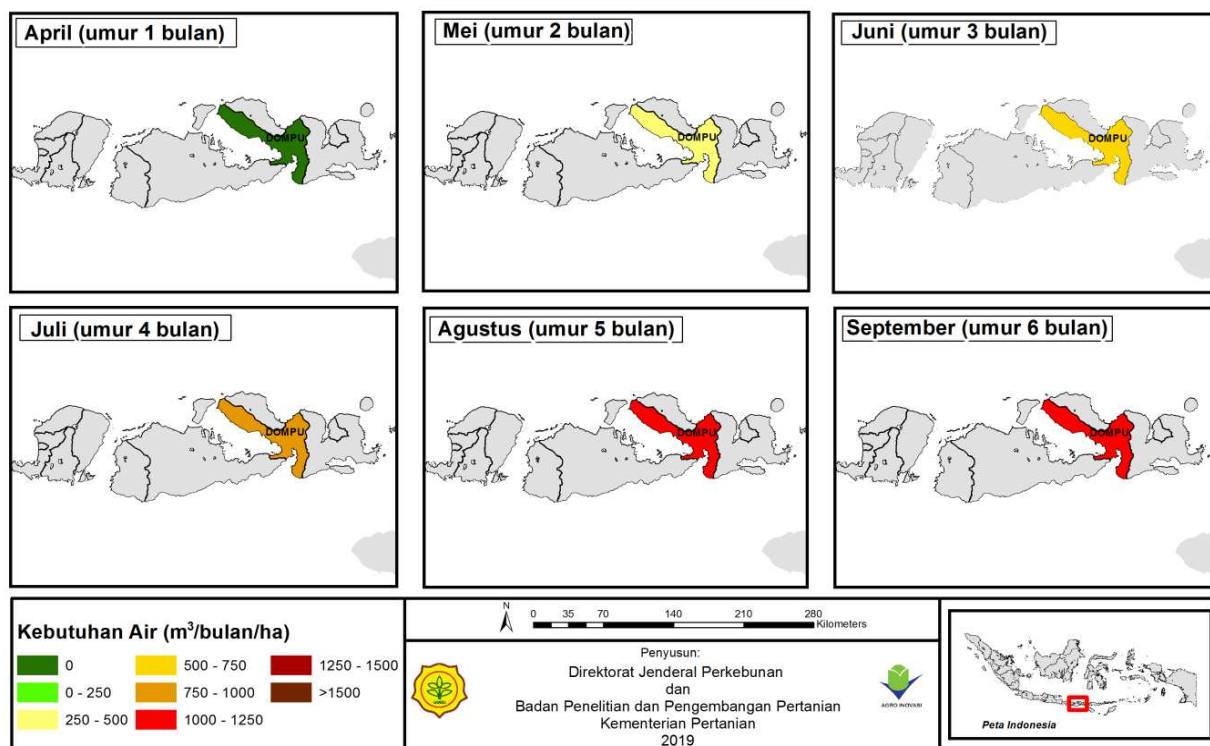 April (umur 1 bulan)
DOMPU
Mei (umur 2 bulan)
DOMPU
Juni (umur 3 bulan)
DOMPU
Juli (umur 4 bulan)
DOMPU
Agustus (umur 5 bulan)
DOMPU
September (umur 6 bulan)
DOMPU
Kebutuhan Air (m³/bulan/ha)
0
0 - 250
250 - 500
500 - 750
750 - 1000
1000 - 1250
1250 - 1500
>1500
N
0 35 70 140 210 280
Kilometers
Penyusun:
Direktorat Jenderal Perkebunan
dan
Badan Penelitian dan Pengembangan Pertanian
Kementerian Pertanian
2019
AGRO INOVASI
Peta Indonesia